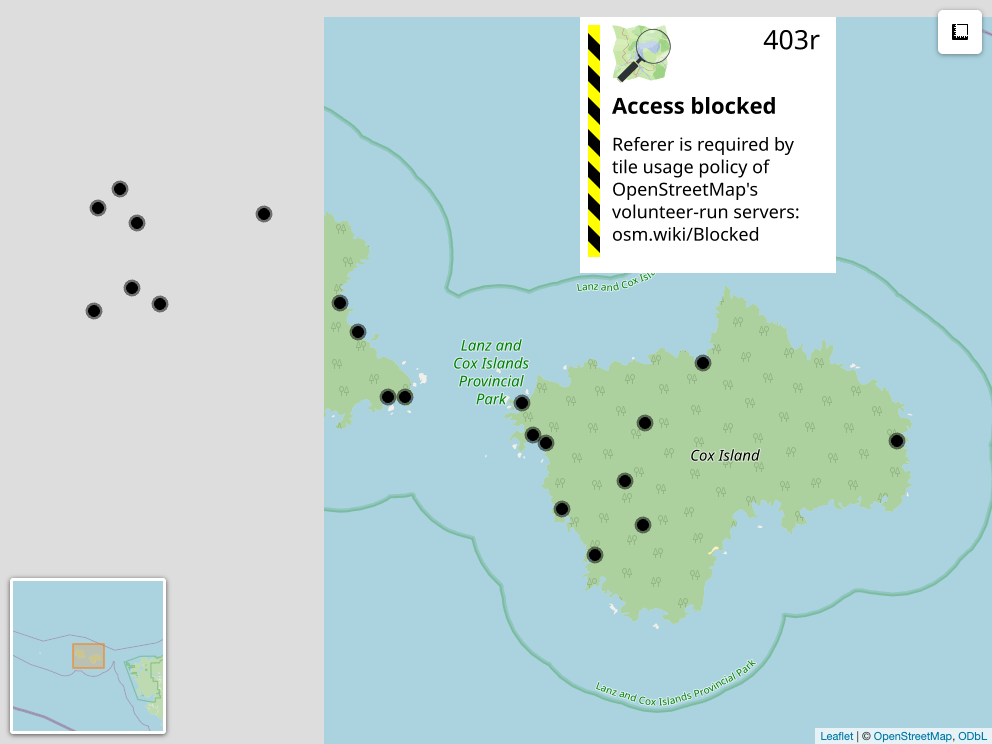 403r
Access blocked
Referer is required by
tile usage policy of
OpenStreetMap's
volunteer-run servers:
osm.wiki/Blocked
Lanz and Cox Isl
Lanz and
Cox Islands
Provincial
Park
Cox Island
Lanz and Cox Islands Provincial Park
Leaflet | © OpenStreetMap, ODbL